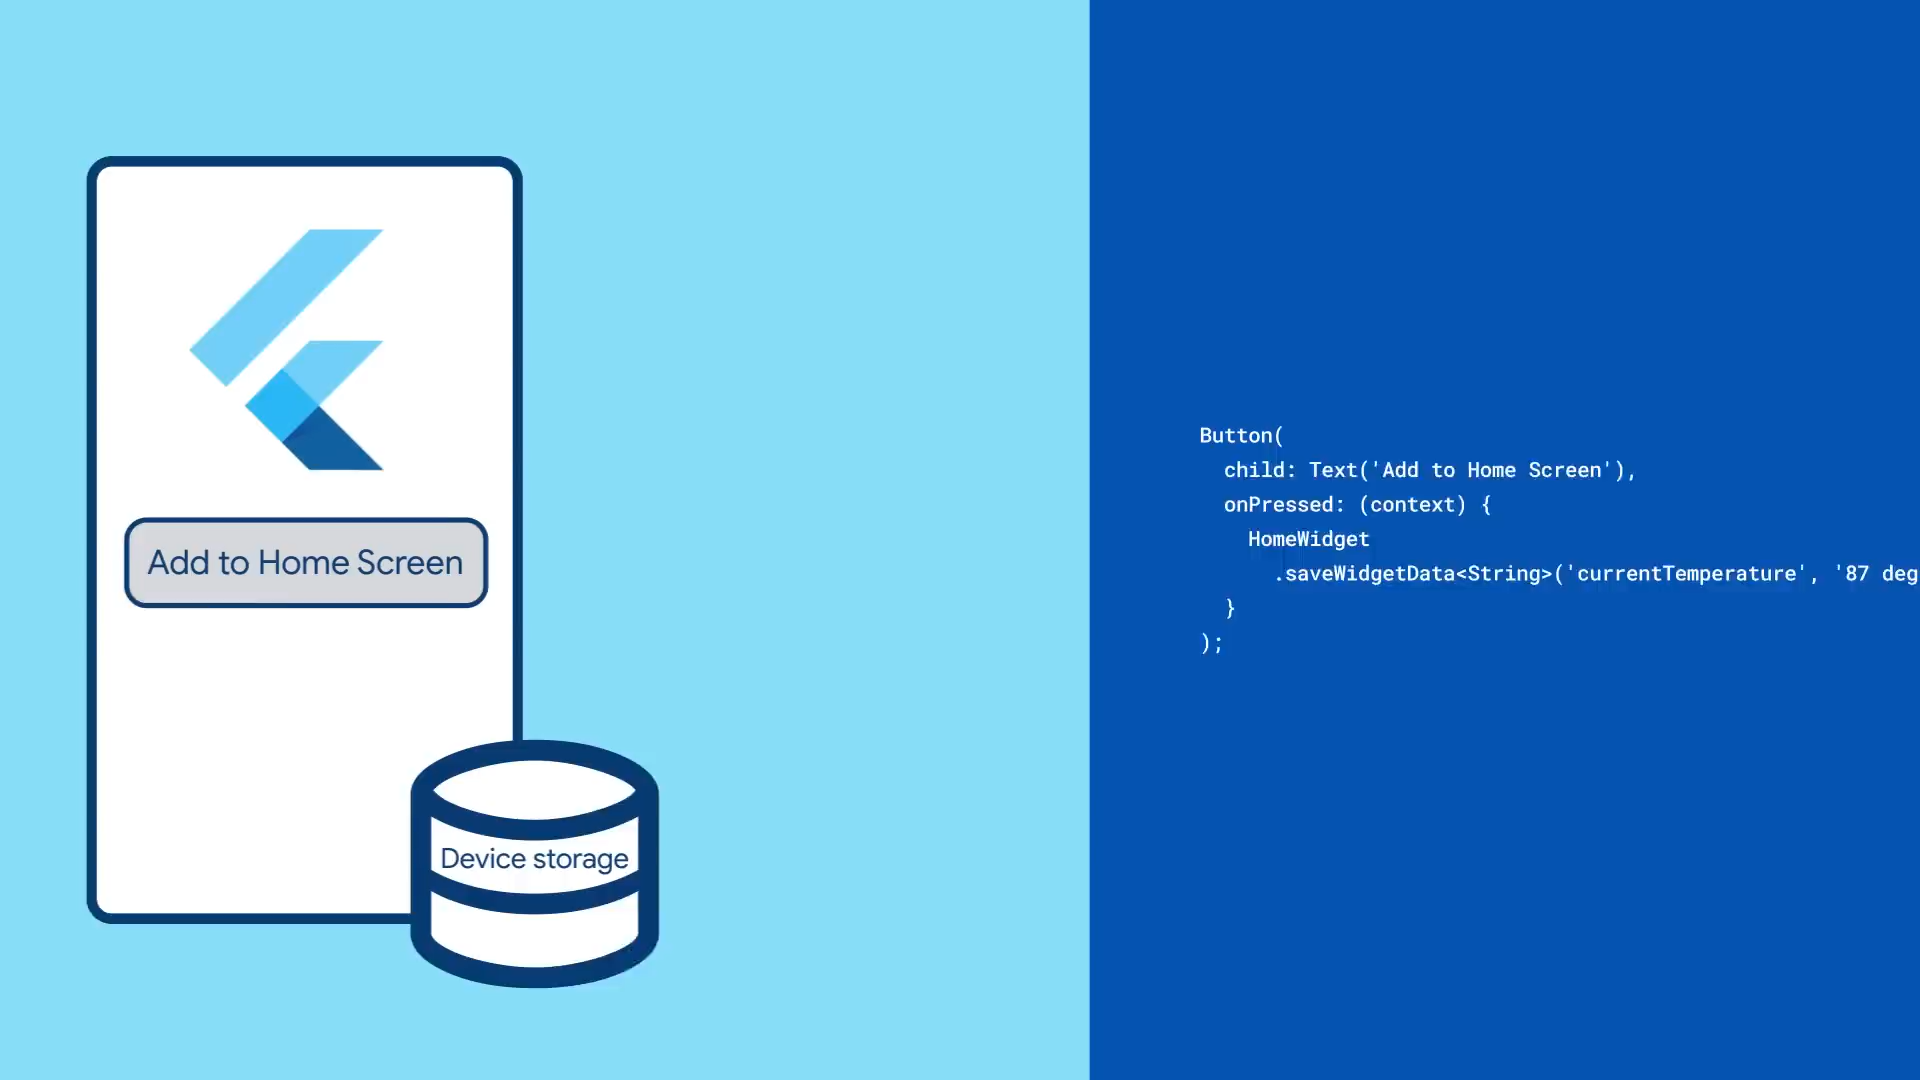 Add to Home Screen
Device storage
Button(
child: Text('Add to Home Screen'),
onPressed: (context) {
HomeWidget
.saveWidgetData<String>('currentTemperature', '87 deg
}
);